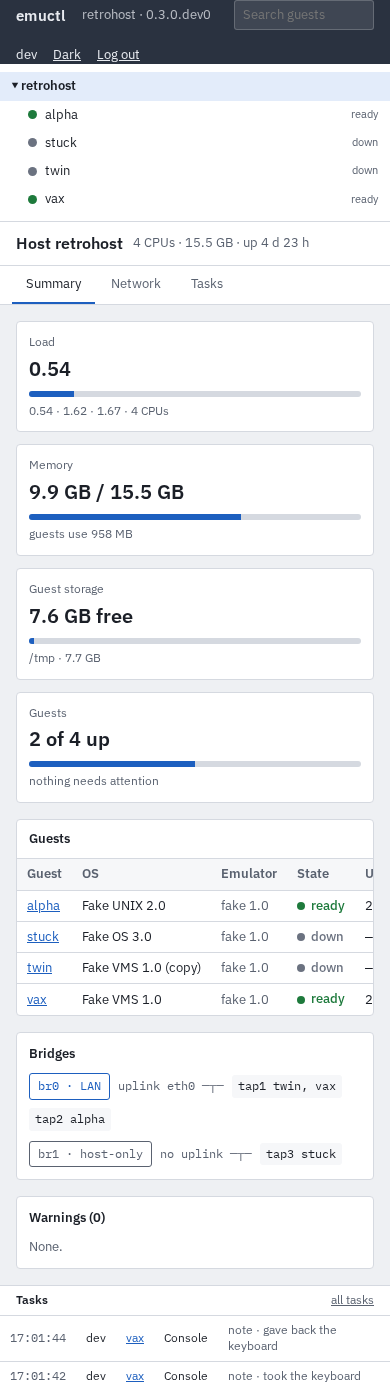 emuctl retrohost · 0.3.0.dev0 Search guests
dev Dark Log out
▾ retrohost
alpha ready
stuck down
twin down
vax ready
Host retrohost 4 CPUs · 15.5 GB · up 4 d 23 h
Summary Network Tasks
Load
0.54
0.54 · 1.62 · 1.67 · 4 CPUs
Memory
9.9 GB / 15.5 GB
guests use 958 MB
Guest storage
7.6 GB free
/tmp · 7.7 GB
Guests
2 of 4 up
nothing needs attention
Guests
Guest OS Emulator State U
alpha Fake UNIX 2.0 fake 1.0 ready 2
stuck Fake OS 3.0 fake 1.0 down —
twin Fake VMS 1.0 (copy) fake 1.0 down —
vax Fake VMS 1.0 fake 1.0 ready 2
Bridges
br0 · LAN uplink eth0 ─┬─ tap1 twin, vax
tap2 alpha
br1 · host-only no uplink ─┬─ tap3 stuck
Warnings (0)
None.
Tasks all tasks
17:01:44 dev vax Console note · gave back the
keyboard
17:01:42 dev vax Console note · took the keyboard